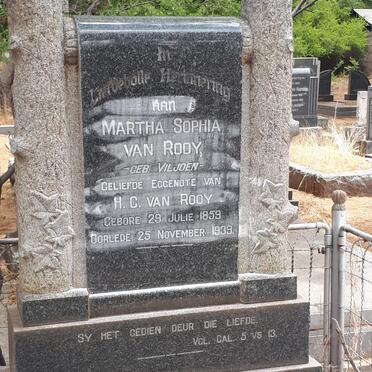 In
Liefdevolle Herinnering
AAN
MARTHA SOPHIA
VAN ROOY,
-GEB. VILJOEN-
GELIEFDE EGGENOTE VAN
H. C. VAN ROOY
GEBORE 29 JULIE 1859
OORLEDE 25 NOVEMBER 1939.
SY HET GEDIEN DEUR DIE LIEFDE.
VGL. GAL. 5 VS 13.